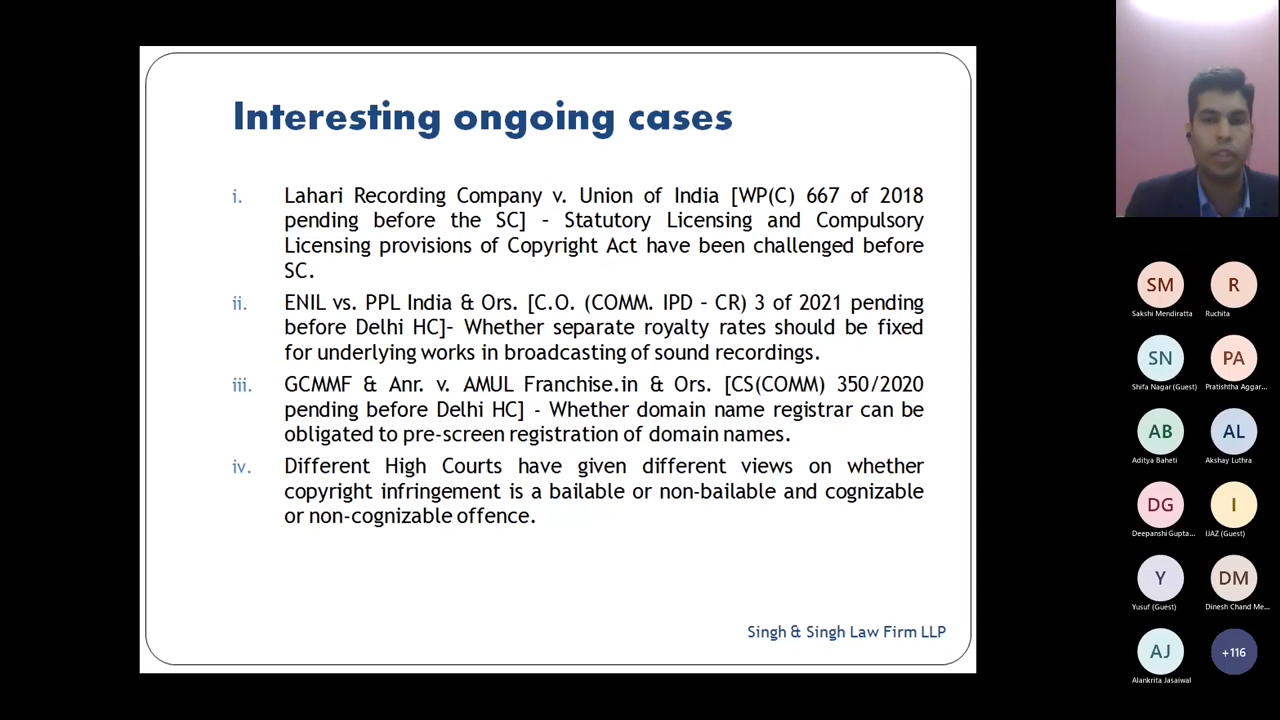 Interesting ongoing cases
i. Lahari Recording Company v. Union of India [WP(C) 667 of 2018
pending before the SC] – Statutory Licensing and Compulsory
Licensing provisions of Copyright Act have been challenged before
SC.
ii. ENIL vs. PPL India & Ors. [C.O. (COMM. IPD – CR) 3 of 2021 pending
before Delhi HC]– Whether separate royalty rates should be fixed
for underlying works in broadcasting of sound recordings.
iii. GCMMF & Anr. v. AMUL Franchise.in & Ors. [CS(COMM) 350/2020
pending before Delhi HC] - Whether domain name registrar can be
obligated to pre-screen registration of domain names.
iv. Different High Courts have given different views on whether
copyright infringement is a bailable or non-bailable and cognizable
or non-cognizable offence.
Singh & Singh Law Firm LLP
SM
R
Sakshi Mendiratta
Ruchita
SN
PA
Shifa Nagar (Guest)
Pratishtha Aggar...
AB
AL
Aditya Baheti
Akshay Luthra
DG
I
Deepanshi Gupta...
IJAZ (Guest)
Y
DM
Yusuf (Guest)
Dinesh Chand Me...
AJ
+116
Alankrita Jasaiwal